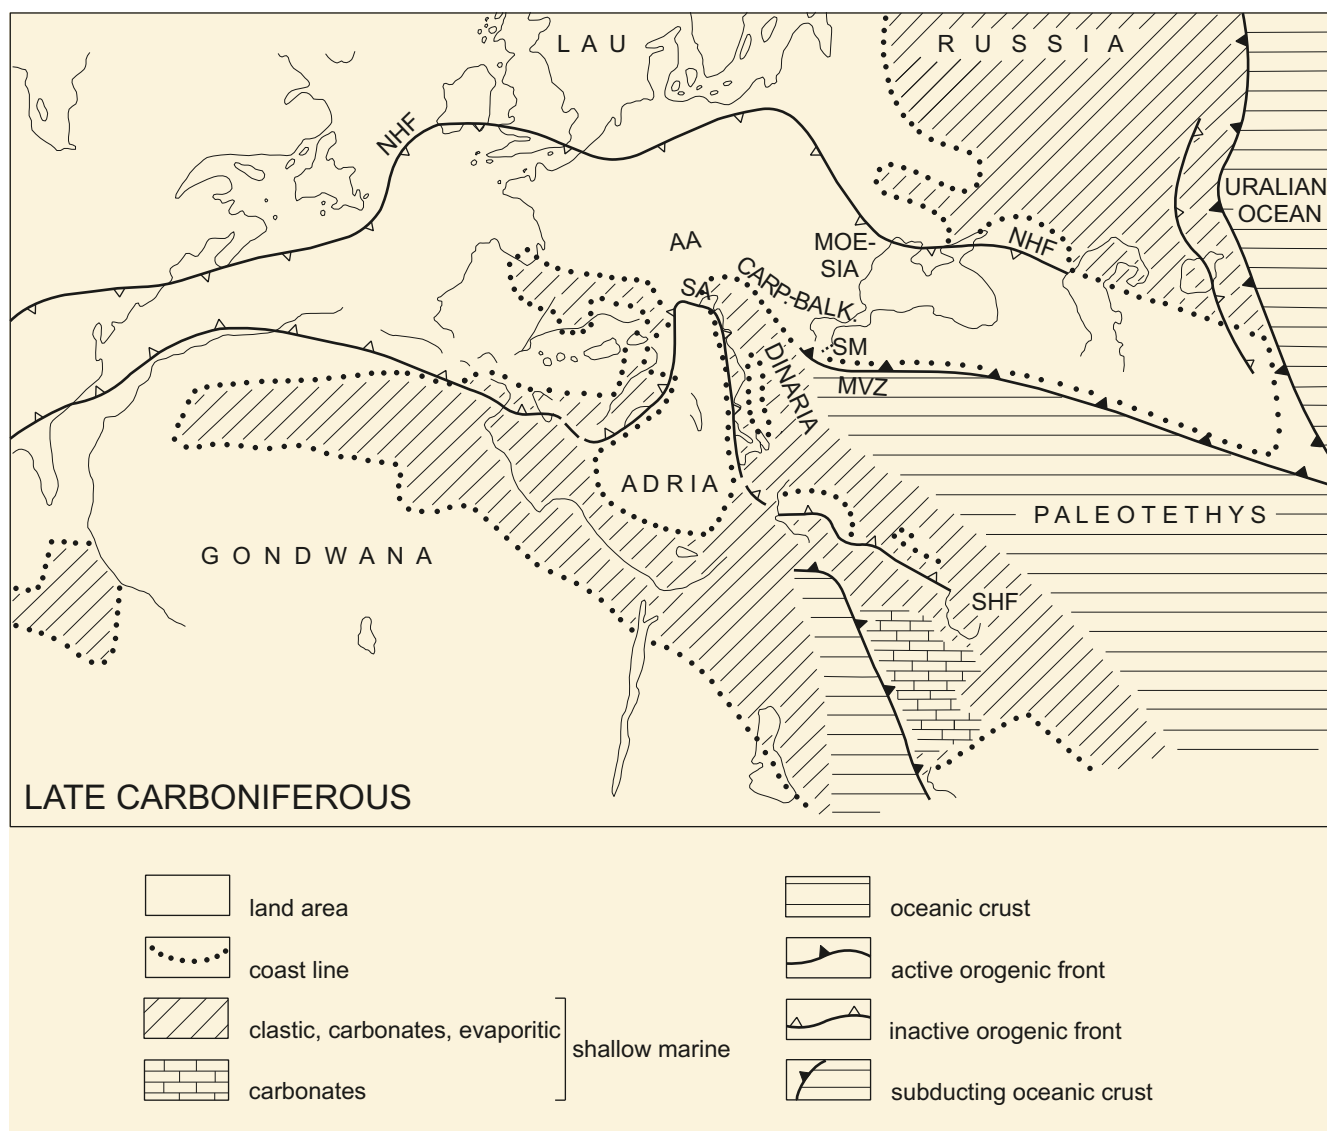 LAU
RUSSIA
NHF
URALIAN
OCEAN
AA
MOE-
SIA
NHF
CARP.-BALK.
SA
SM
DINARIA
MVZ
ADRIA
PALEOTETHYS
GONDWANA
SHF
LATE CARBONIFEROUS
land area
coast line
clastic, carbonates, evaporitic
carbonates
shallow marine
oceanic crust
active orogenic front
inactive orogenic front
subducting oceanic crust